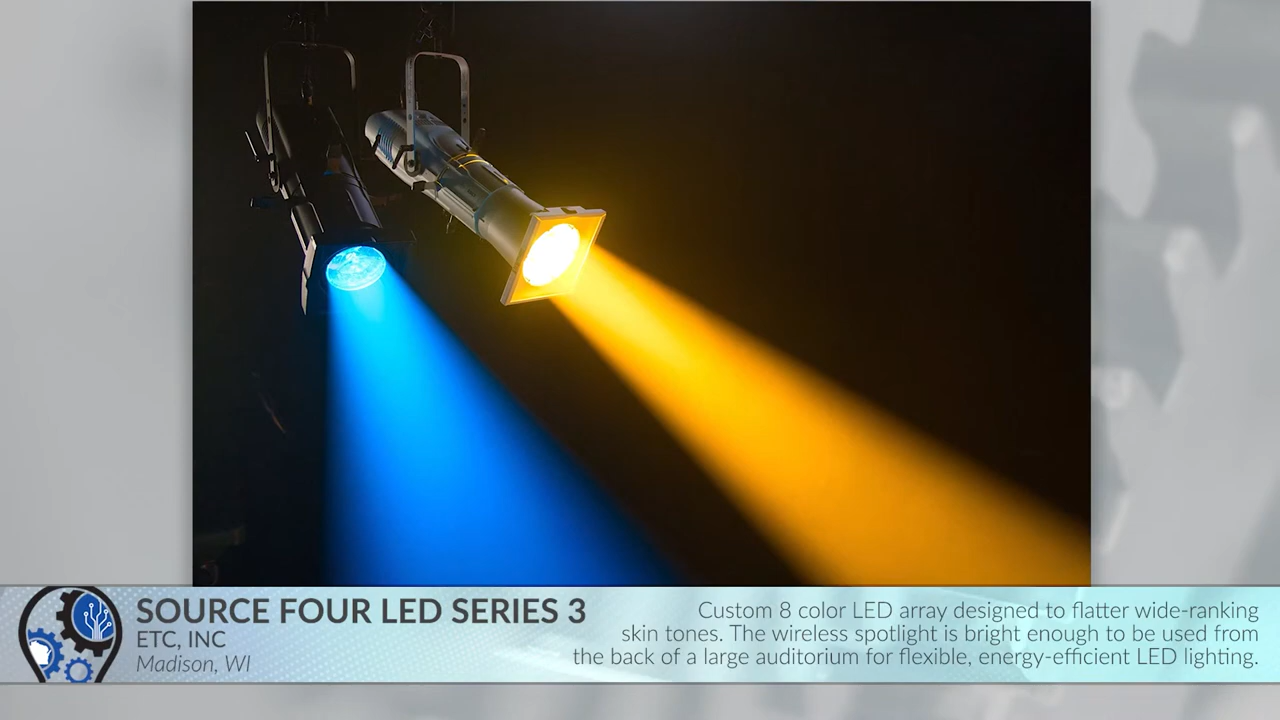 SOURCE FOUR LED SERIES 3
ETC, INC
Madison, WI
Custom 8 color LED array designed to flatter wide-ranking
skin tones. The wireless spotlight is bright enough to be used from
the back of a large auditorium for flexible, energy-efficient LED lighting.